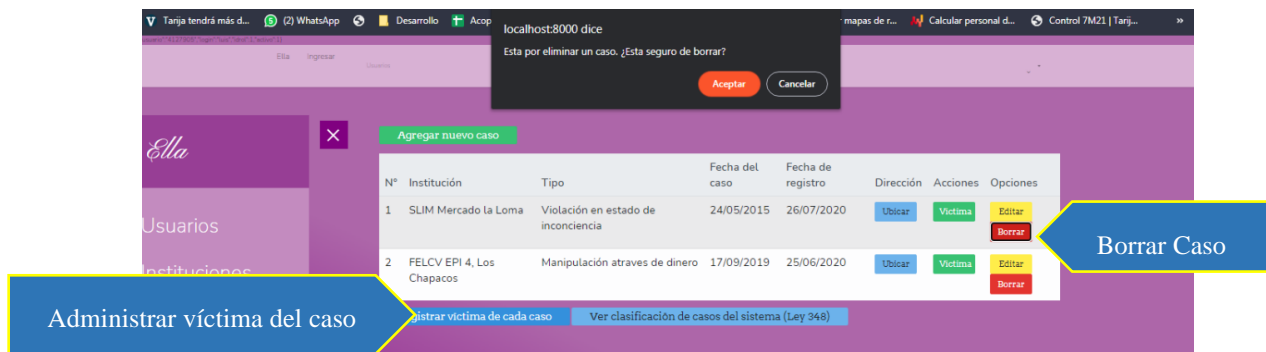 Tarija tendrá más d...
(2) WhatsApp
Desarrollo
Acop
mapas de r...
Calcular personal d...
Control 7M21 | Tarij...
»
localhost:8000 dice
Esta por eliminar un caso. ¿Esta seguro de borrar?
Aceptar
Cancelar
Ella
Ingresar
Usuarios
Ella
Agregar nuevo caso
N° Institución Tipo Fecha del caso Fecha de registro Dirección Acciones Opciones
1 SLIM Mercado la Loma Violación en estado de inconciencia 24/05/2015 26/07/2020 Ubicar Victima Editar
Borrar
2 FELCV EPI 4, Los Chapacos Manipulación atraves de dinero 17/09/2019 25/06/2020 Ubicar Victima Editar
Borrar
Usuarios
Instituciones
Borrar Caso
Administrar víctima del caso
gistrar victima de cada caso
Ver clasificación de casos del sistema (Ley 348)